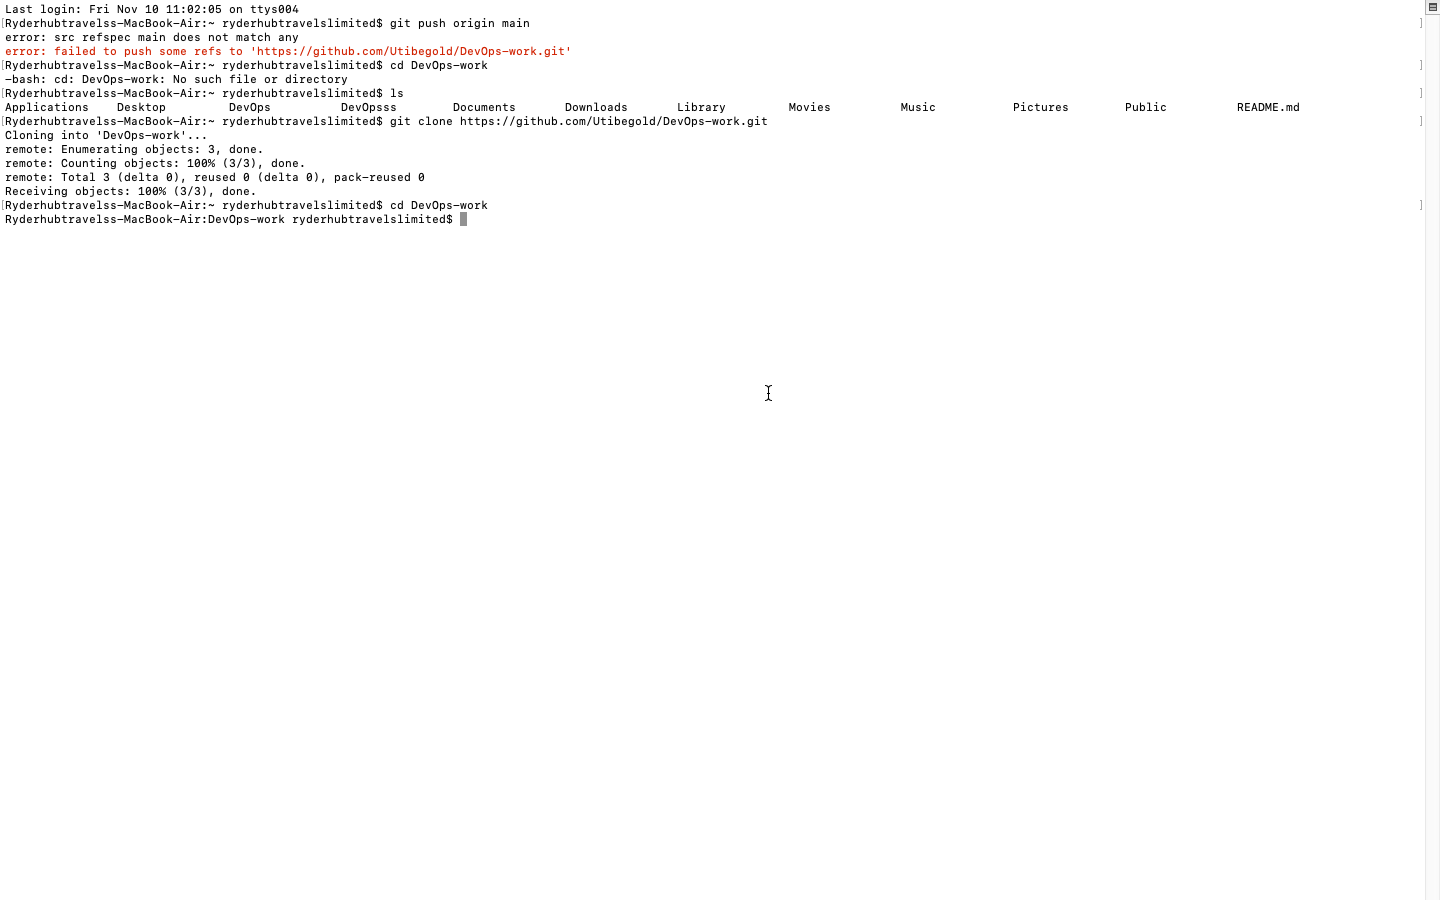 Last login: Fri Nov 10 11:02:05 on ttys004
[Ryderhubtravelss-MacBook-Air:~ ryderhubtravelslimited$ git push origin main ]
error: src refspec main does not match any
error: failed to push some refs to 'https://github.com/Utibegold/DevOps-work.git'
[Ryderhubtravelss-MacBook-Air:~ ryderhubtravelslimited$ cd DevOps-work ]
-bash: cd: DevOps-work: No such file or directory
[Ryderhubtravelss-MacBook-Air:~ ryderhubtravelslimited$ ls ]
Applications Desktop DevOps DevOpsss Documents Downloads Library Movies Music Pictures Public README.md
[Ryderhubtravelss-MacBook-Air:~ ryderhubtravelslimited$ git clone https://github.com/Utibegold/DevOps-work.git ]
Cloning into 'DevOps-work'...
remote: Enumerating objects: 3, done.
remote: Counting objects: 100% (3/3), done.
remote: Total 3 (delta 0), reused 0 (delta 0), pack-reused 0
Receiving objects: 100% (3/3), done.
[Ryderhubtravelss-MacBook-Air:~ ryderhubtravelslimited$ cd DevOps-work ]
Ryderhubtravelss-MacBook-Air:DevOps-work ryderhubtravelslimited$